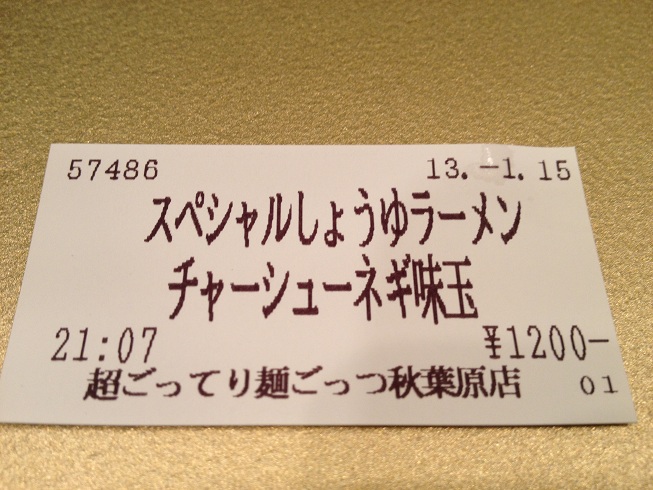 57486 13.-1.15
スペシャルしょうゆラーメン
チャーシューネギ味玉
21:07 ¥1200-
超ごってり麺ごっつ秋葉原店 01